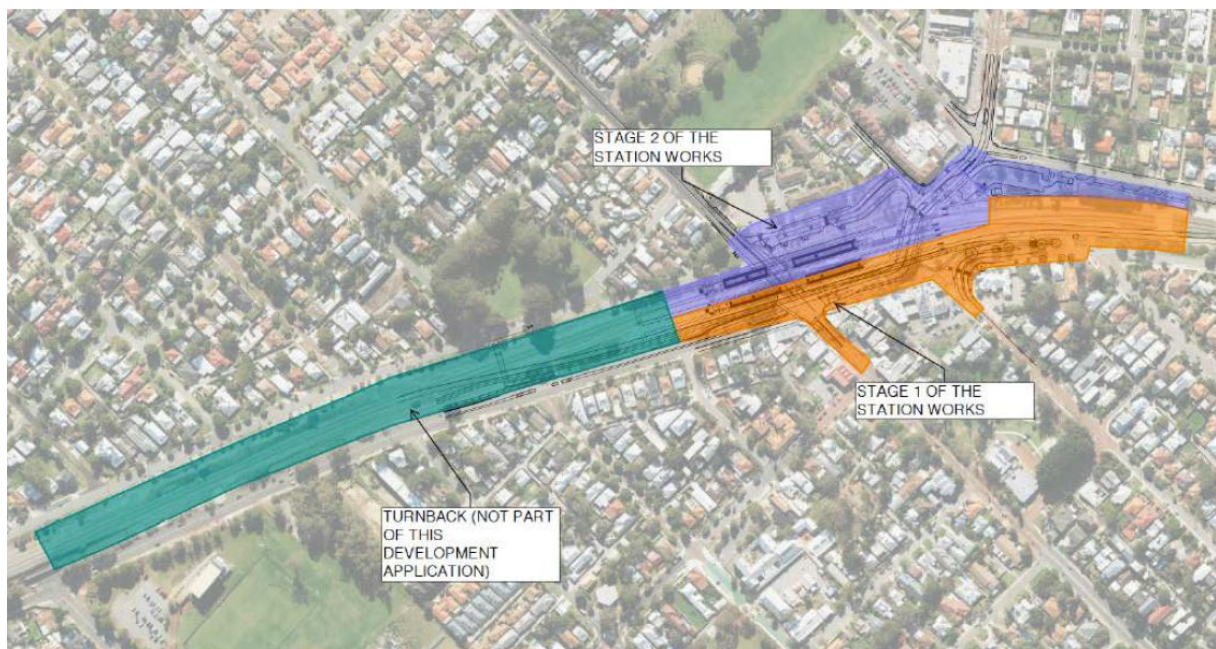 STAGE 2 OF THE
STATION WORKS
STAGE 1 OF THE
STATION WORKS
TURNBACK (NOT PART
OF THIS
DEVELOPMENT
APPLICATION)